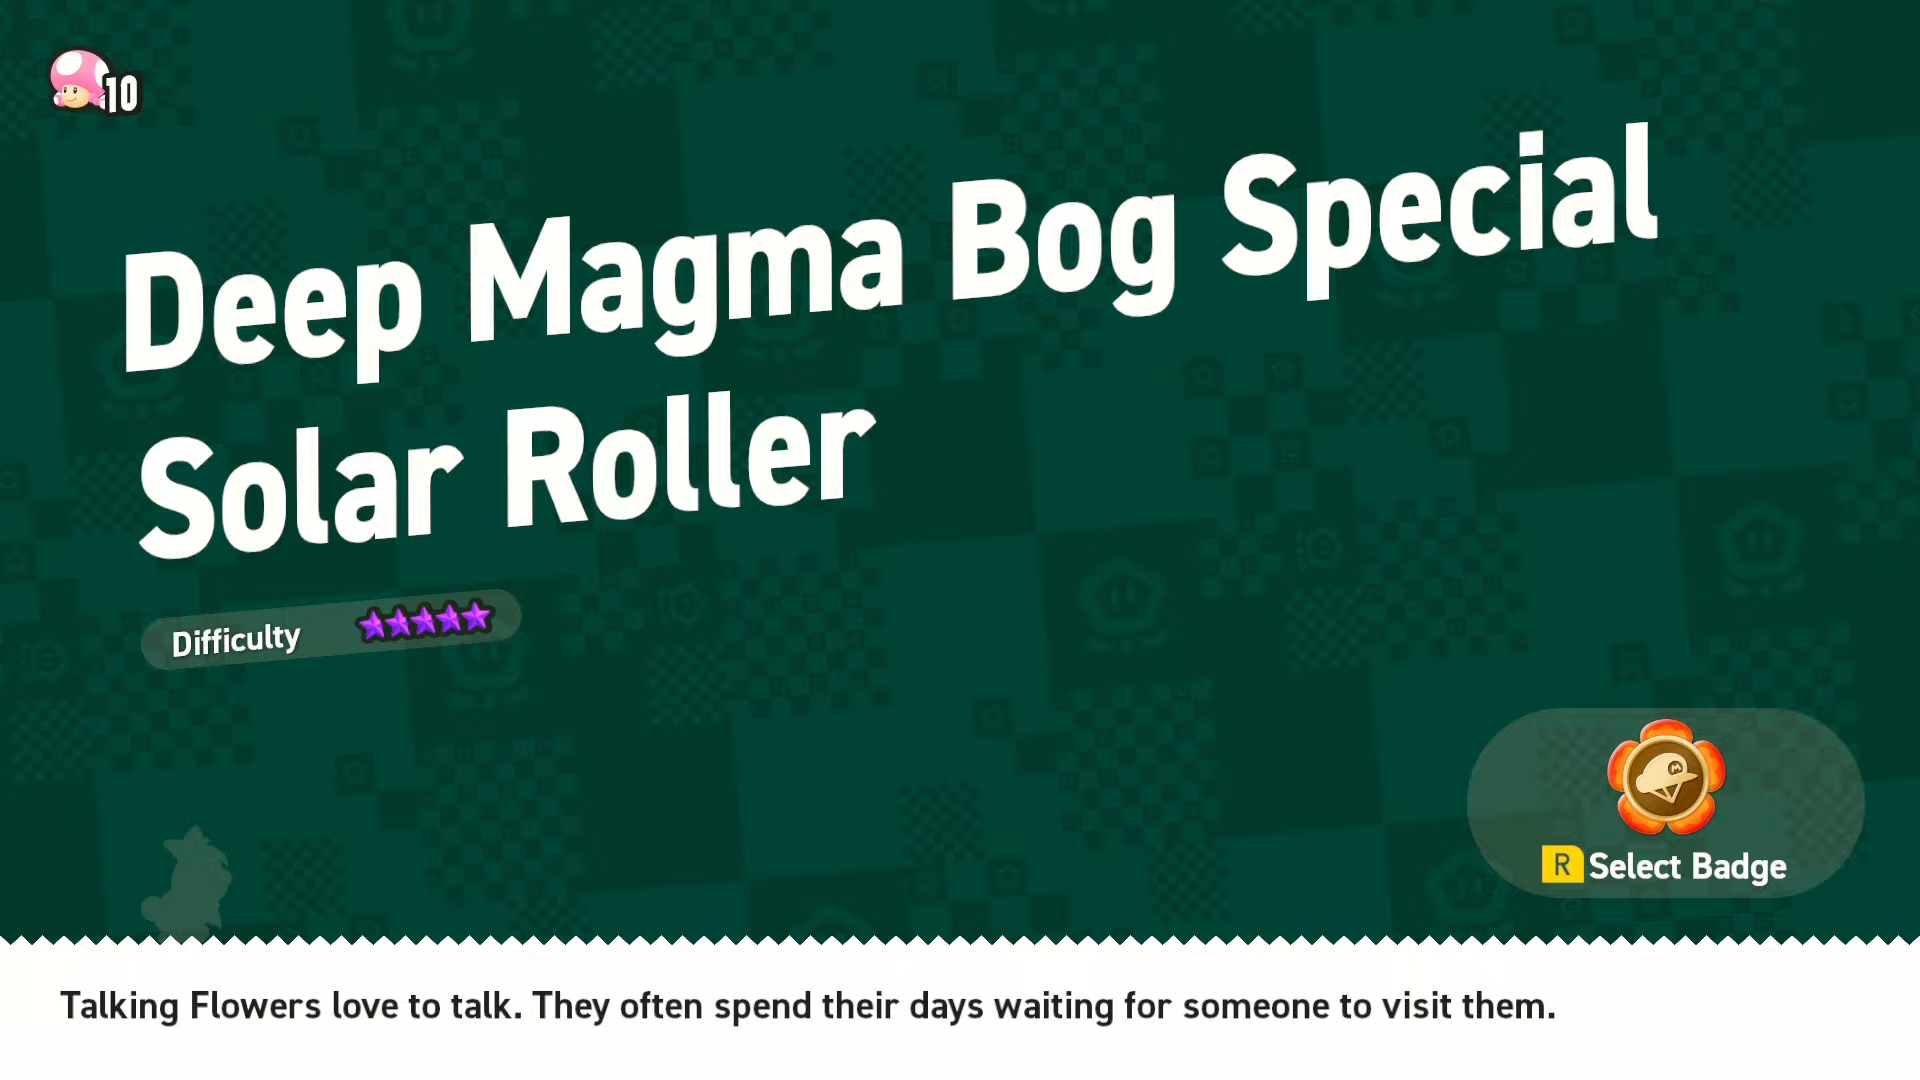 10
Deep Magma Bog Special
Solar Roller
Difficulty
M
R Select Badge
Talking Flowers love to talk. They often spend their days waiting for someone to visit them.